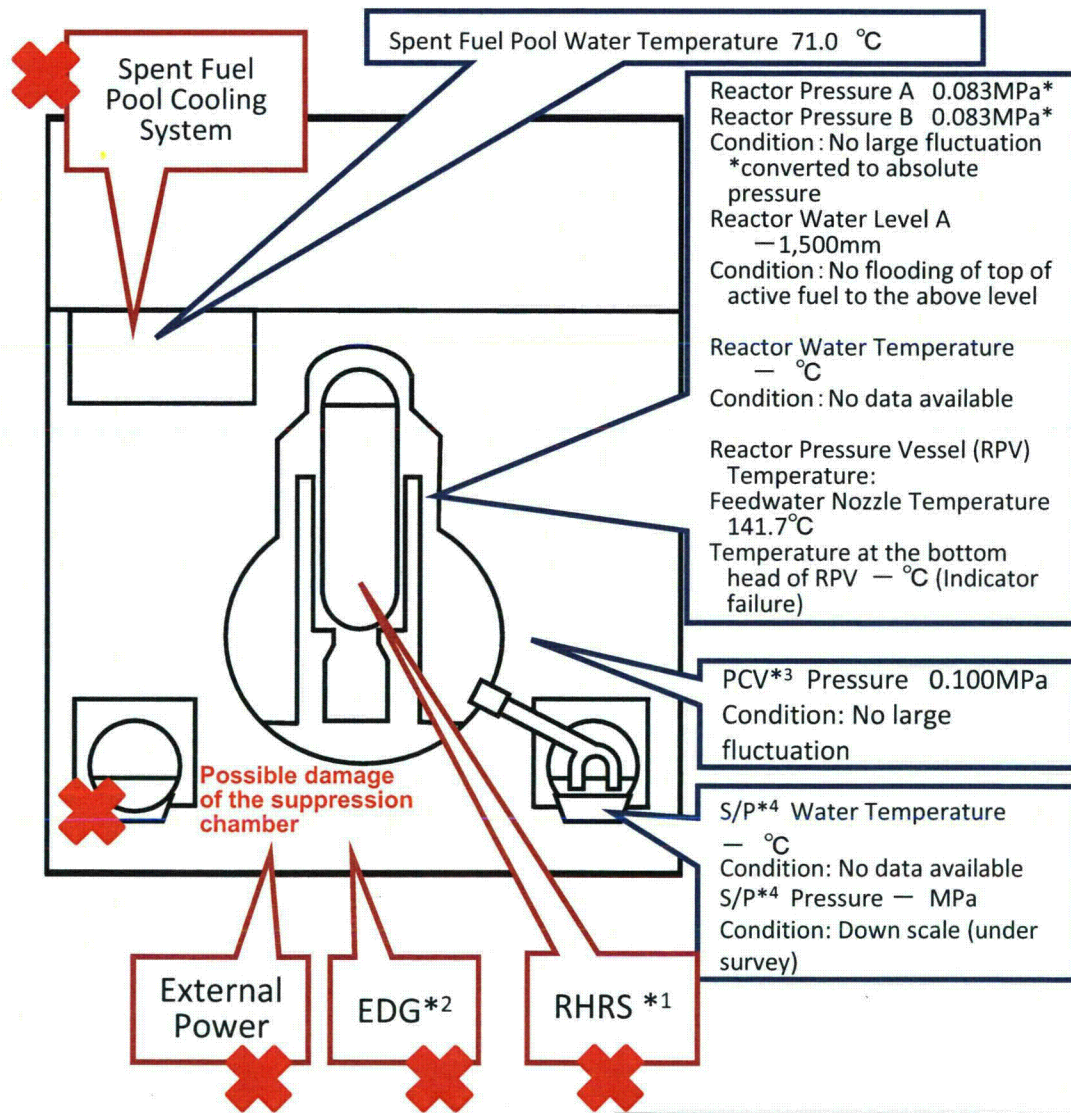 Spent Fuel Pool Water Temperature 71.0 ℃
Spent Fuel
Pool Cooling
System
Reactor Pressure A 0.083MPa*
Reactor Pressure B 0.083MPa*
Condition : No large fluctuation
*converted to absolute
pressure
Reactor Water Level A
－1,500mm
Condition : No flooding of top of
active fuel to the above level
Reactor Water Temperature
－ ℃
Condition : No data available
Reactor Pressure Vessel (RPV)
Temperature:
Feedwater Nozzle Temperature
141.7℃
Temperature at the bottom
head of RPV － ℃ (Indicator
failure)
PCV*3 Pressure 0.100MPa
Condition: No large
fluctuation
Possible damage
of the suppression
chamber
S/P*4 Water Temperature
－ ℃
Condition: No data available
S/P*4 Pressure － MPa
Condition: Down scale (under
survey)
External
Power
EDG*2
RHRS *1